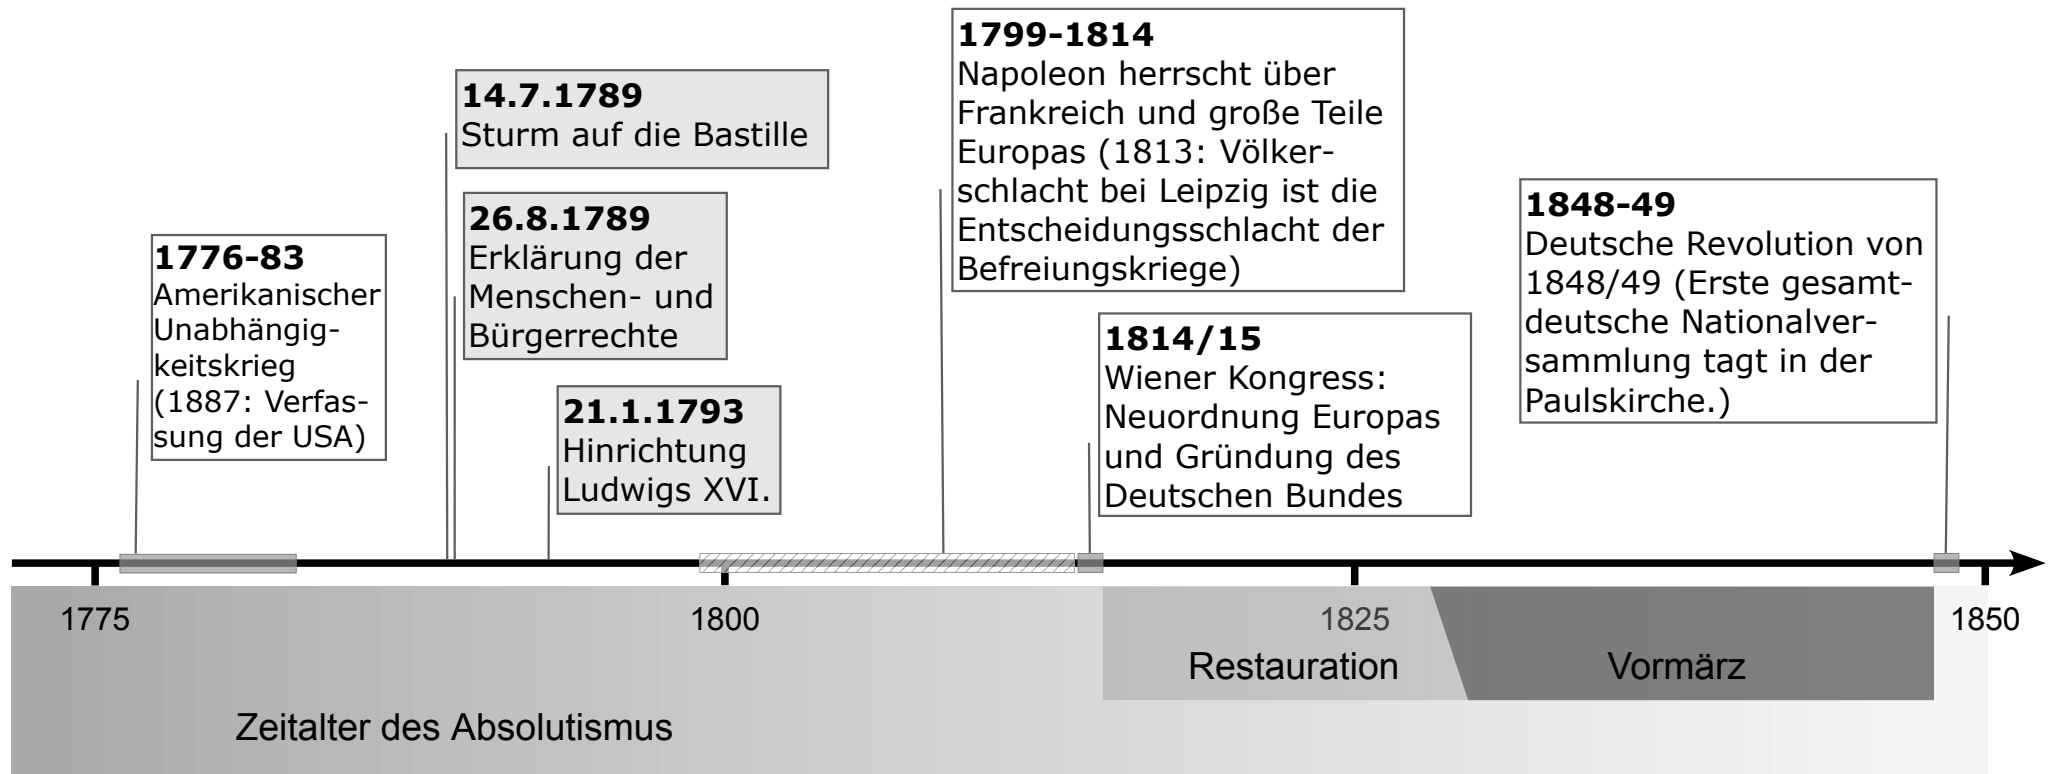 1776-83
Amerikanischer
Unabhängig-
keitskrieg
(1887: Verfas-
sung der USA)
14.7.1789
Sturm auf die Bastille
26.8.1789
Erklärung der
Menschen- und
Bürgerrechte
21.1.1793
Hinrichtung
Ludwigs XVI.
1799-1814
Napoleon herrscht über
Frankreich und große Teile
Europas (1813: Völker-
schlacht bei Leipzig ist die
Entscheidungsschlacht der
Befreiungskriege)
1814/15
Wiener Kongress:
Neuordnung Europas
und Gründung des
Deutschen Bundes
1848-49
Deutsche Revolution von
1848/49 (Erste gesamt-
deutsche Nationalver-
sammlung tagt in der
Paulskirche.)
1775
1800
1825
1850
Restauration
Vormärz
Zeitalter des Absolutismus